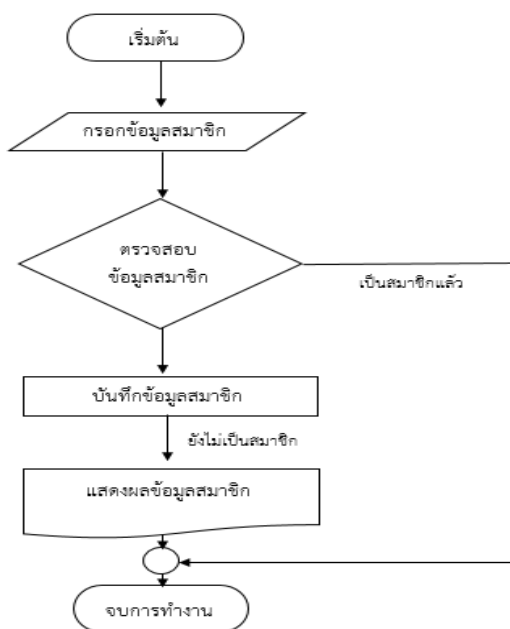 เริ่มต้น
กรอกข้อมูลสมาชิก
ตรวจสอบ
ข้อมูลสมาชิก
เป็นสมาชิกแล้ว
บันทึกข้อมูลสมาชิก
ยังไม่เป็นสมาชิก
แสดงผลข้อมูลสมาชิก
จบการทำงาน